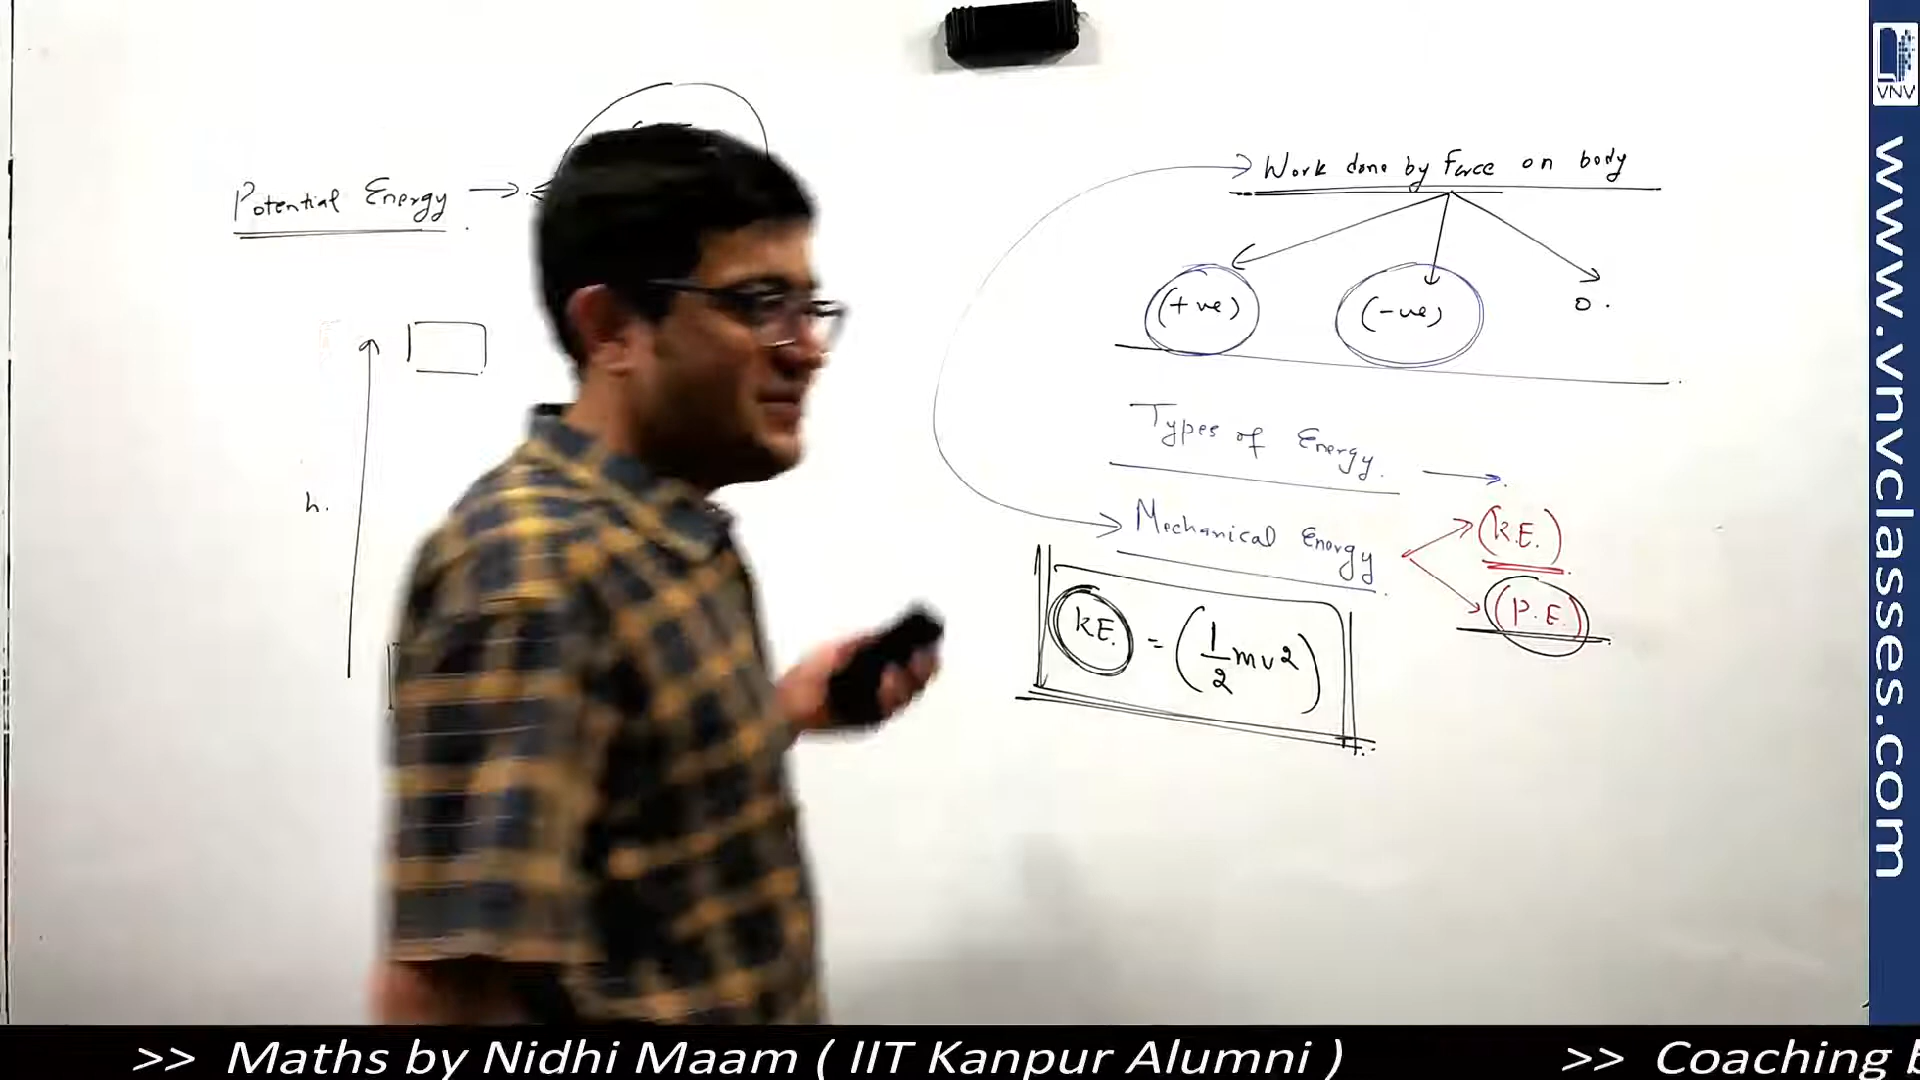 Potential Energy →
h.
Work done by Force on body
(+ve) (-ve) 0.
Types of Energy. →
Mechanical Energy
(K.E.)
(P.E.)
K.E. = (1/2 mv²)
VNV
www.vnvclasses.com
>> Maths by Nidhi Maam ( IIT Kanpur Alumni ) >> Coaching